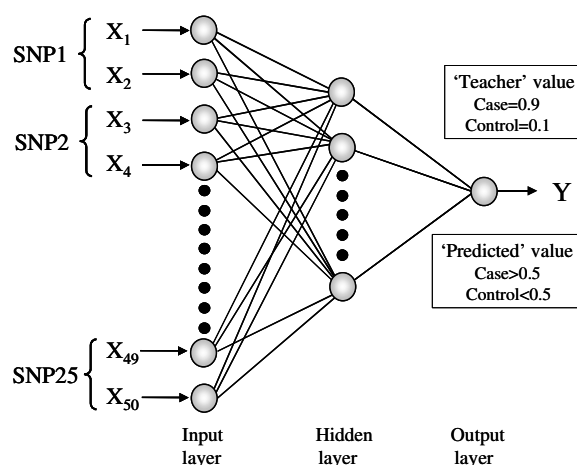 SNP1
X1
X2
SNP2
X3
X4
SNP25
X49
X50
'Teacher' value
Case=0.9
Control=0.1
Y
'Predicted' value
Case>0.5
Control<0.5
Input
layer
Hidden
layer
Output
layer